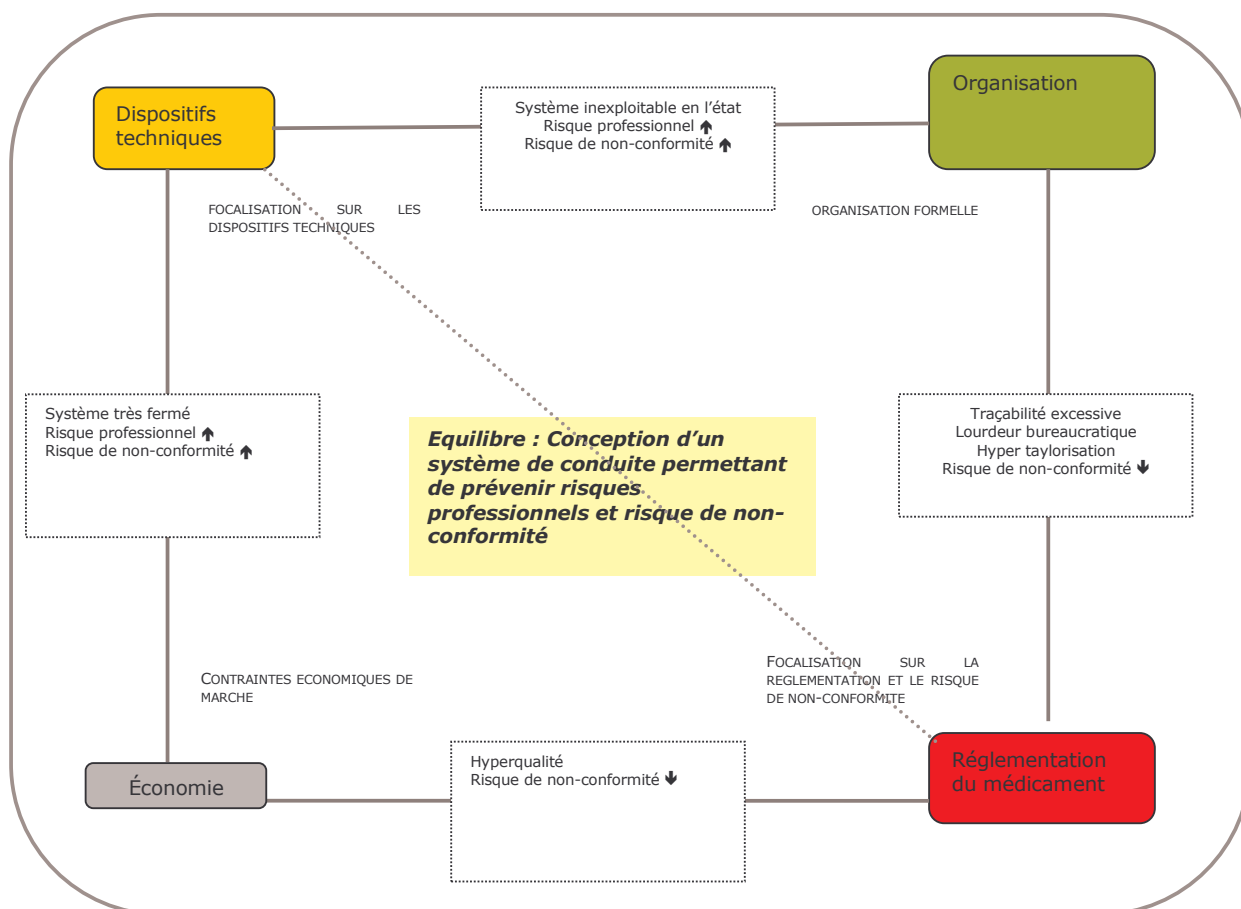 Dispositifs
techniques
Système inexploitable en l'état
Risque professionnel ↑
Risque de non-conformité ↑
Organisation
FOCALISATION SUR LES
DISPOSITIFS TECHNIQUES
ORGANISATION FORMELLE
Système très fermé
Risque professionnel ↑
Risque de non-conformité ↑
Equilibre : Conception d'un
système de conduite permettant
de prévenir risques
professionnels et risque de non-
conformité
Traçabilité excessive
Lourdeur bureaucratique
Hyper taylorisation
Risque de non-conformité ↓
CONTRAINTES ECONOMIQUES DE
MARCHE
FOCALISATION SUR LA
REGLEMENTATION ET LE RISQUE
DE NON-CONFORMITE
Économie
Hyperqualité
Risque de non-conformité ↓
Réglementation
du médicament